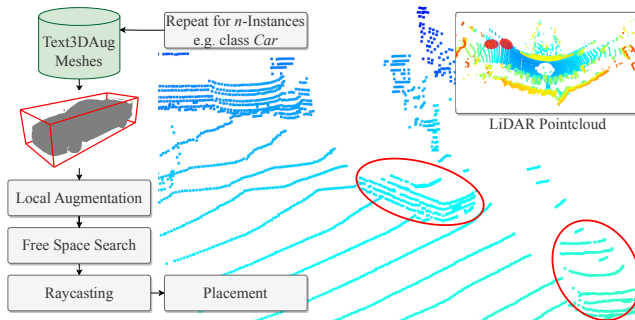 Text3DAug
Meshes
Repeat for n-Instances
e.g. class Car
LiDAR Pointcloud
Local Augmentation
Free Space Search
Raycasting
Placement